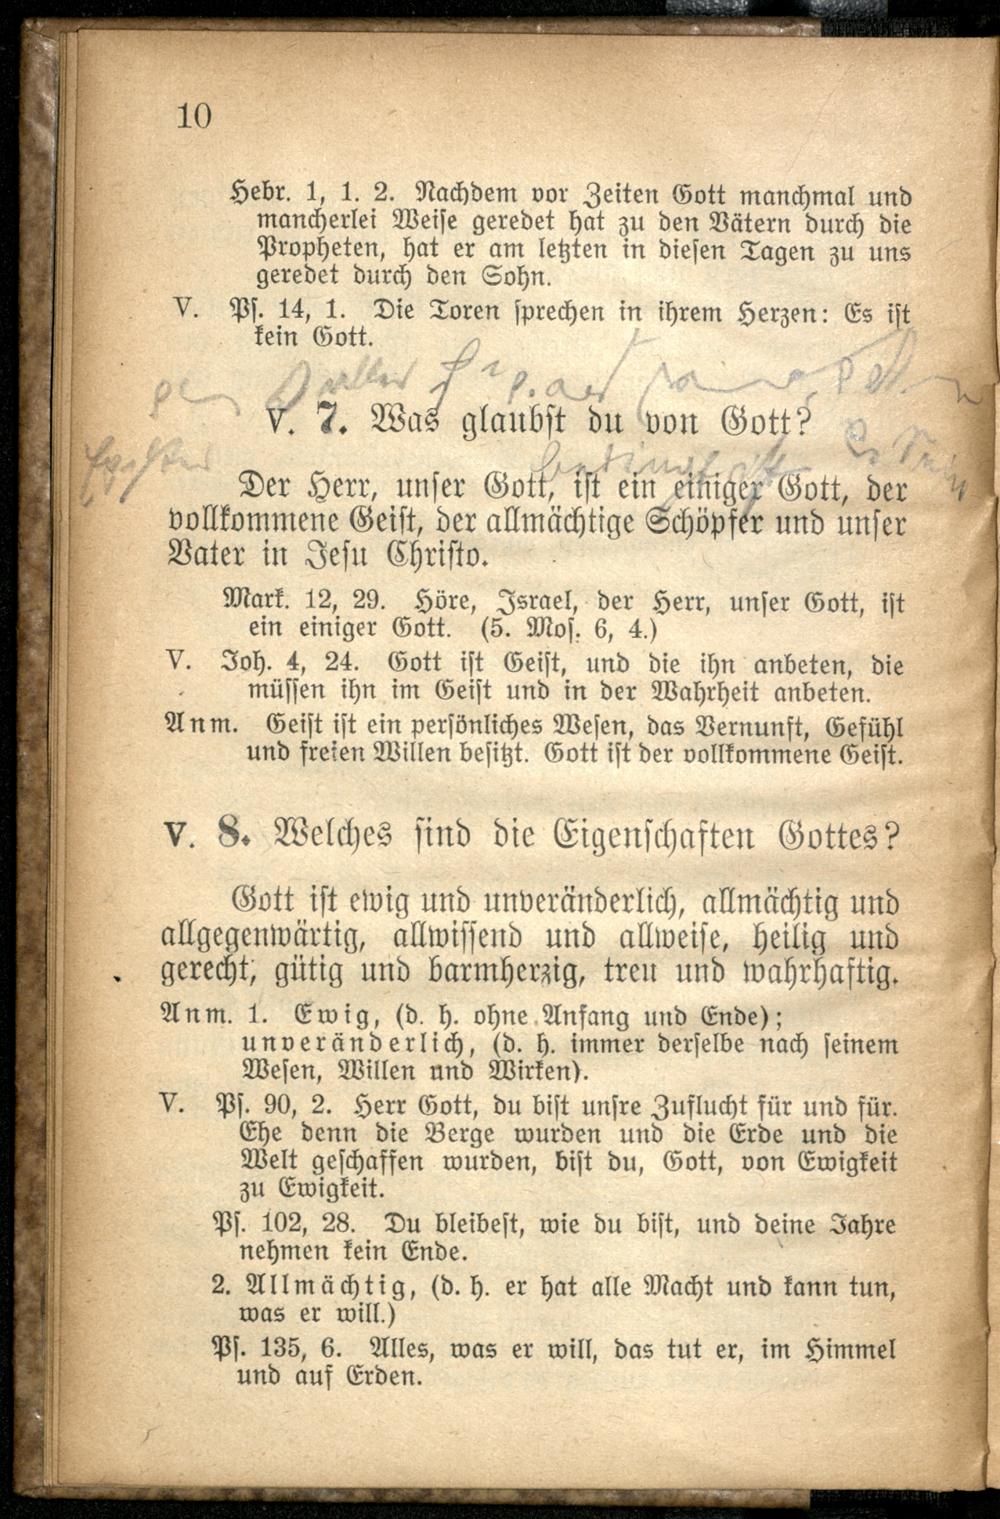 10
Hebr. 1, 1. 2. Nachdem vor Zeiten Gott manchmal und
mancherlei Weise geredet hat zu den Vätern durch die
Propheten, hat er am letzten in diesen Tagen zu uns
geredet durch den Sohn.
V. Ps. 14, 1. Die Toren sprechen in ihrem Herzen: Es ist
kein Gott.
V. 7. Was glaubst du von Gott?
Der Herr, unser Gott, ist ein einiger Gott, der
vollkommene Geist, der allmächtige Schöpfer und unser
Vater in Jesu Christo.
Mark. 12, 29. Höre, Israel, der Herr, unser Gott, ist
ein einiger Gott. (5. Mos. 6, 4.)
V. Joh. 4, 24. Gott ist Geist, und die ihn anbeten, die
müssen ihn im Geist und in der Wahrheit anbeten.
Anm. Geist ist ein persönliches Wesen, das Vernunft, Gefühl
und freien Willen besitzt. Gott ist der vollkommene Geist.
V. 8. Welches sind die Eigenschaften Gottes?
Gott ist ewig und unveränderlich, allmächtig und
allgegenwärtig, allwissend und allweise, heilig und
gerecht, gütig und barmherzig, treu und wahrhaftig.
Anm. 1. Ewig, (d. h. ohne Anfang und Ende);
unveränderlich, (d. h. immer derselbe nach seinem
Wesen, Willen und Wirken).
V. Ps. 90, 2. Herr Gott, du bist unsre Zuflucht für und für.
Ehe denn die Berge wurden und die Erde und die
Welt geschaffen wurden, bist du, Gott, von Ewigkeit
zu Ewigkeit.
Ps. 102, 28. Du bleibest, wie du bist, und deine Jahre
nehmen kein Ende.
2. Allmächtig, (d. h. er hat alle Macht und kann tun,
was er will.)
Ps. 135, 6. Alles, was er will, das tut er, im Himmel
und auf Erden.